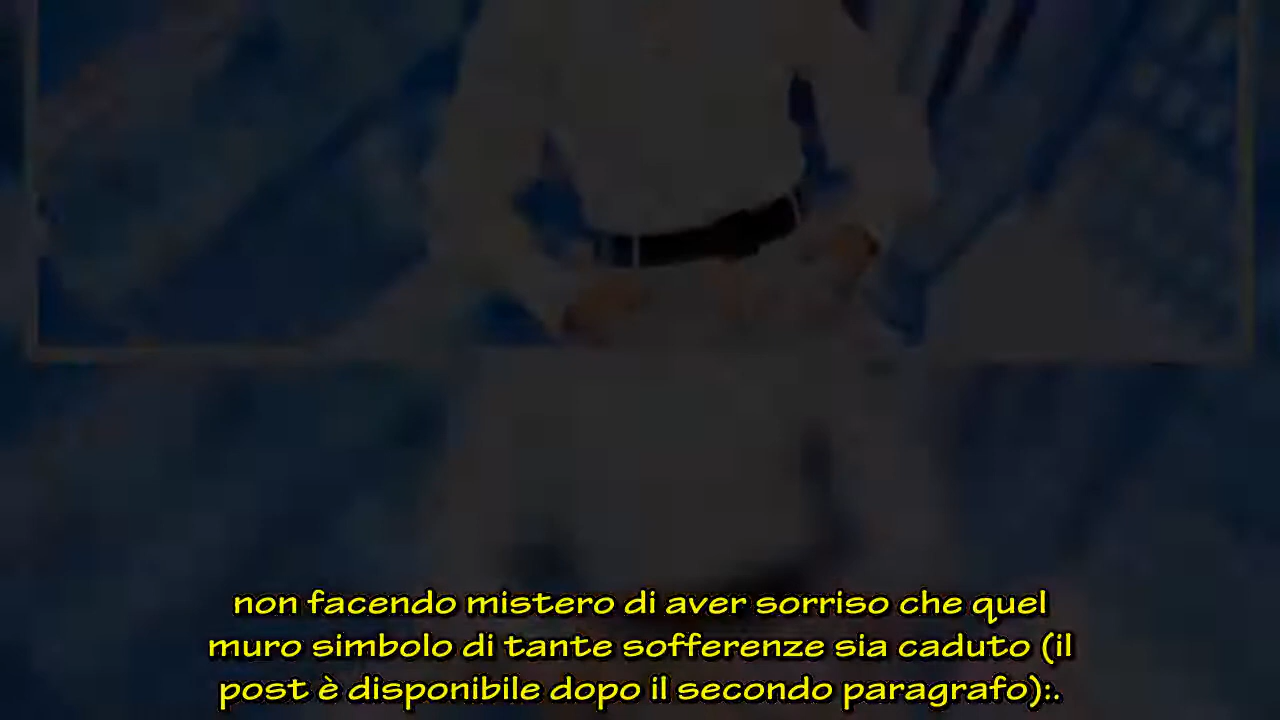 non facendo mistero di aver sorriso che quel
muro simbolo di tante sofferenze sia caduto (il
post è disponibile dopo il secondo paragrafo):.